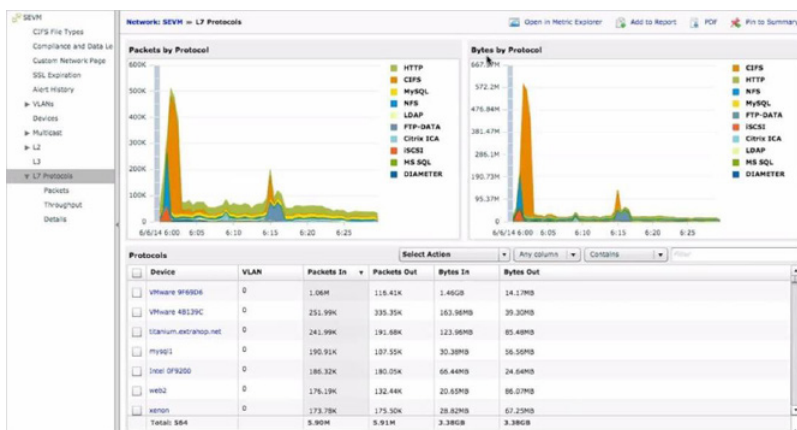 SEVM
CIFS File Types
Compliance and Data Le
Custom Network Page
SSL Expiration
Alert History
VLANs
Devices
Multicast
L2
L3
L7 Protocols
Packets
Throughput
Details
Network: SEVM » L7 Protocols
Open in Metric Explorer
Add to Report
PDF
Pin to Summary
Packets by Protocol
600K
500K
400K
300K
200K
100K
0
6/6/14 6:00 6:05 6:10 6:15 6:20 6:25
HTTP
CIFS
MySQL
NFS
LDAP
FTP-DATA
Citrix ICA
iSCSI
MS SQL
DIAMETER
Bytes by Protocol
572.2M
476.84M
381.47M
286.1M
190.73M
95.37M
0
6/6/14 6:00 6:05 6:10 6:15 6:20 6:25
CIFS
HTTP
NFS
MySQL
FTP-DATA
iSCSI
Citrix ICA
LDAP
MS SQL
DIAMETER
Protocols
Select Action
Any column
Contains
Filter
Device VLAN Packets In Packets Out Bytes In Bytes Out
VMware 9F69D6 0 1.06M 116.41K 1.46GB 14.17MB
VMware 4B139C 0 251.99K 335.35K 163.96MB 39.30MB
titanium.extrahop.net 0 241.99K 191.68K 123.96MB 85.48MB
mysql1 0 190.91K 107.55K 30.38MB 56.56MB
Intel 0F9200 0 186.32K 180.05K 66.44MB 24.64MB
web2 0 176.19K 132.44K 20.65MB 86.07MB
xenon 0 173.78K 175.50K 28.82MB 67.25MB
Total: 584 5.90M 5.91M 3.38GB 3.38GB